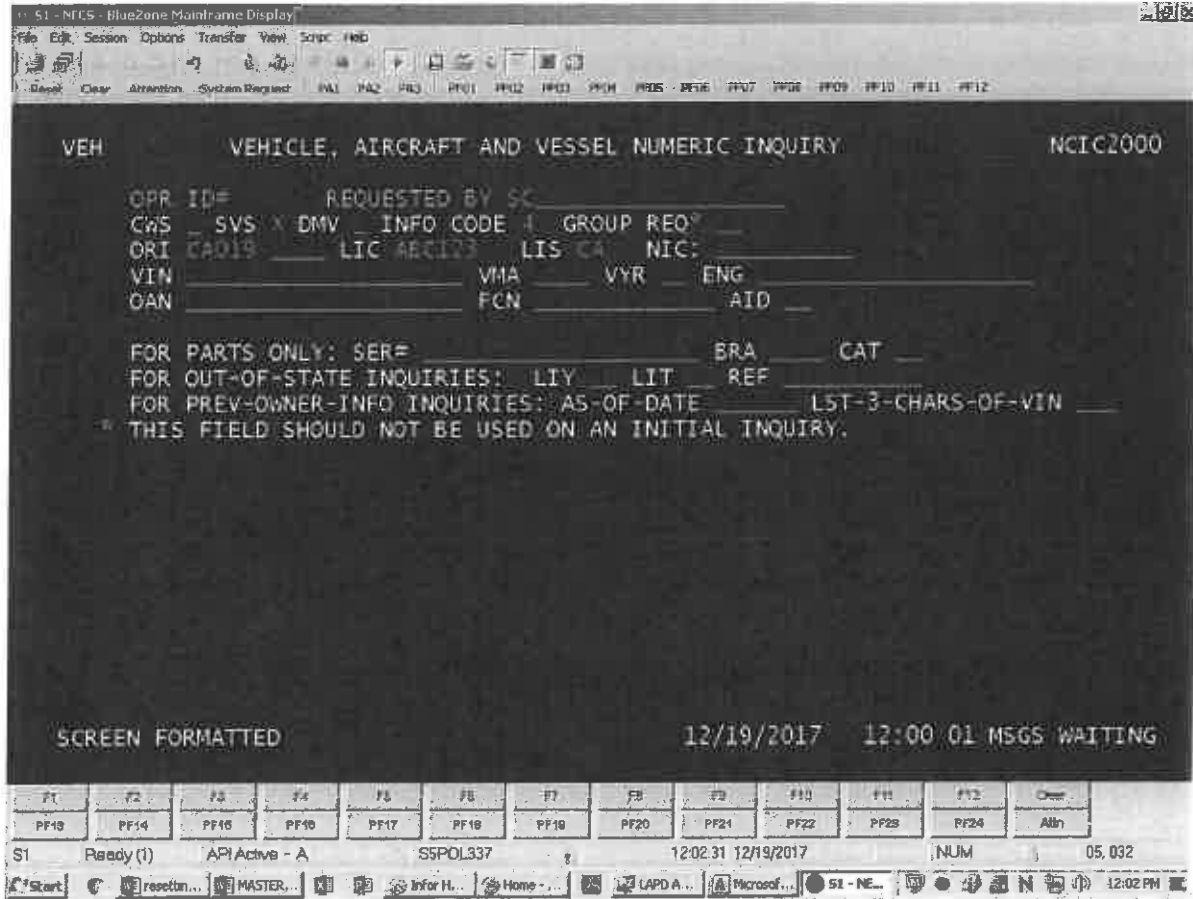 S1 - NECS - BlueZone Mainframe Display
File Edit Session Options Transfer View Script Help
Reset Clear Attention System Request PA1 PA2 PA3 PF01 PF02 PF03 PF04 PF05 PF06 PF07 PF08 PF09 PF10 PF11 PF12
VEH VEHICLE, AIRCRAFT AND VESSEL NUMERIC INQUIRY NCIC2000
OPR ID# REQUESTED BY SC
CWS _ SVS X DMV _ INFO CODE 4 GROUP REQ* __
ORI CA019 ____ LIC ABC123 LIS CA NIC:
VIN VMA VYR ENG
OAN FCN AID
FOR PARTS ONLY: SER# BRA CAT
FOR OUT-OF-STATE INQUIRIES: LIY LIT REF
FOR PREV-OWNER-INFO INQUIRIES: AS-OF-DATE LST-3-CHARS-OF-VIN
* THIS FIELD SHOULD NOT BE USED ON AN INITIAL INQUIRY.
SCREEN FORMATTED 12/19/2017 12:00 01 MSGS WAITING
F1 F2 F3 F4 F5 F6 F7 F8 F9 F10 F11 F12 Clear
PF13 PF14 PF15 PF16 PF17 PF18 PF19 PF20 PF21 PF22 PF23 PF24 Attn
S1 Ready (1) API Active - A S5POL337 12:02:31 12/19/2017 NUM 05, 032
Start MASTER,... Infor H... Home - ... LAPD A... Microsof... S1 - NE... 12:02 PM